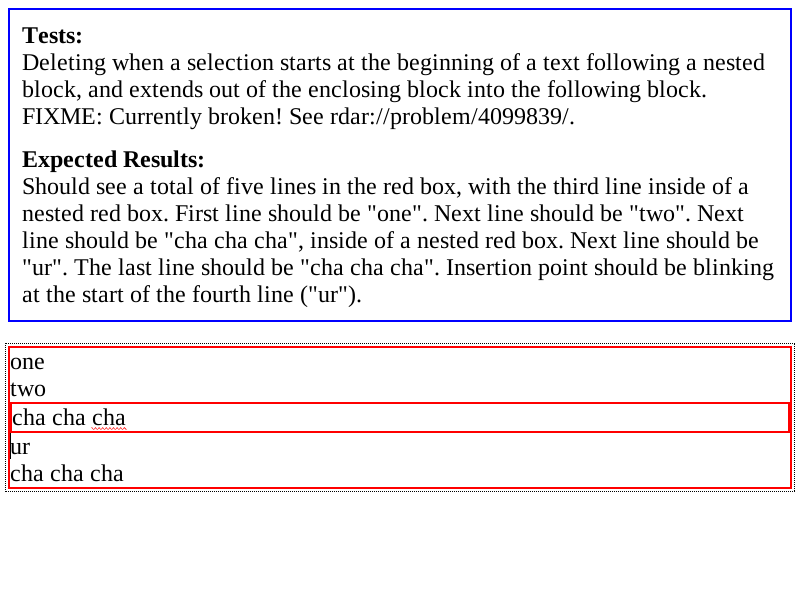 Tests:
Deleting when a selection starts at the beginning of a text following a nested
block, and extends out of the enclosing block into the following block.
FIXME: Currently broken! See rdar://problem/4099839/.
Expected Results:
Should see a total of five lines in the red box, with the third line inside of a
nested red box. First line should be "one". Next line should be "two". Next
line should be "cha cha cha", inside of a nested red box. Next line should be
"ur". The last line should be "cha cha cha". Insertion point should be blinking
at the start of the fourth line ("ur").
one
two
cha cha cha
ur
cha cha cha